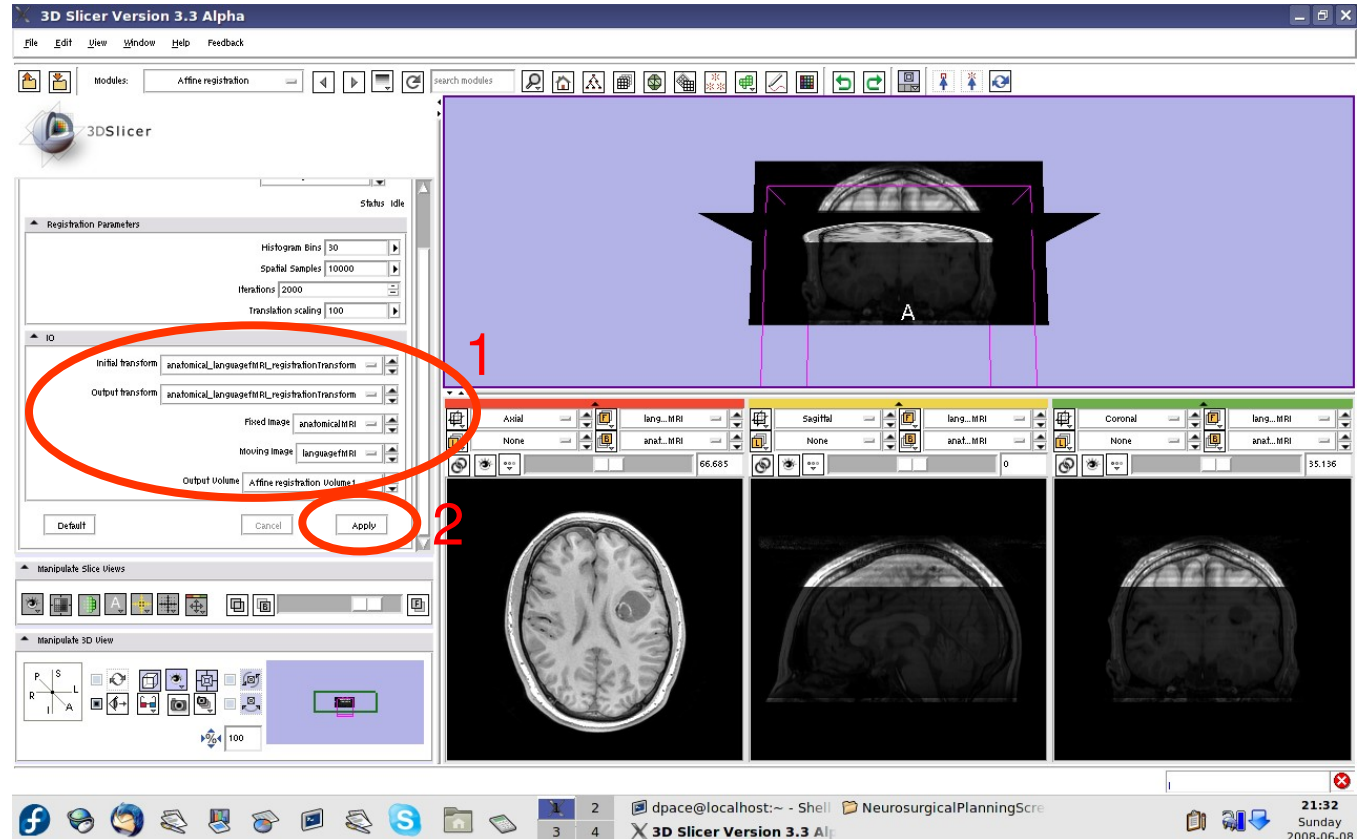 3D Slicer Version 3.3 Alpha
File Edit View Window Help Feedback
Modules: Affine registration search modules
3DSlicer
Status Idle
Registration Parameters
Histogram Bins 30
Spatial Samples 10000
Iterations 2000
Translation scaling 100
IO
Initial transform anatomical_languagefMRI_registrationTransform
Output transform anatomical_languagefMRI_registrationTransform
Fixed Image anatomicalMRI
Moving Image languagefMRI
Output Volume Affine registration Volume1
Default Cancel Apply
1
2
Manipulate Slice Views
Manipulate 3D View
P S
R L
I A
100
A
Axial lang...MRI
None anat...MRI
66.685
Sagittal lang...MRI
None anat...MRI
0
Coronal lang...MRI
None anat...MRI
35.136
1 2
3 4
dpace@localhost:~ - Shell
NeurosurgicalPlanningScre
3D Slicer Version 3.3 Alp
21:32
Sunday
2008-06-08